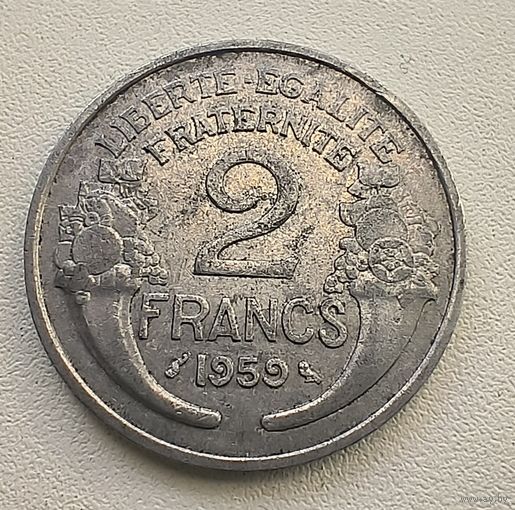 LIBERTE·EGALITE
FRATERNITE
2
FRANCS
1959